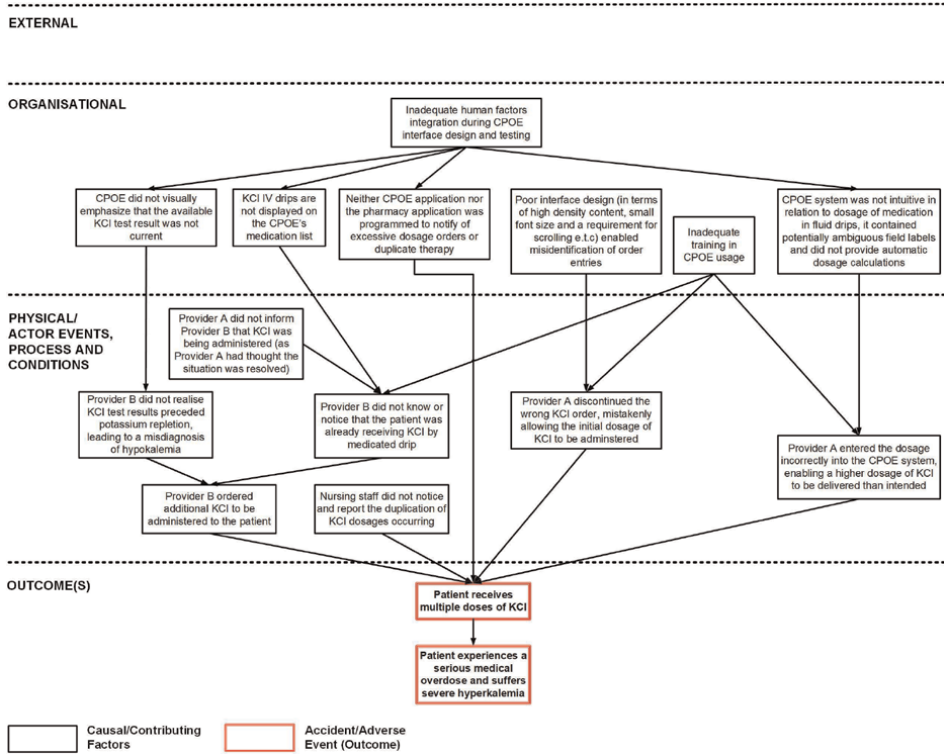 EXTERNAL
ORGANISATIONAL
Inadequate human factors
integration during CPOE
interface design and testing
CPOE did not visually
emphasize that the available
KCl test result was not
current
KCl IV drips are
not displayed on
the CPOE's
medication list
Neither CPOE application nor
the pharmacy application was
programmed to notify of
excessive dosage orders or
duplicate therapy
Poor interface design (in terms
of high density content, small
font size and a requirement for
scrolling e.t.c) enabled
misidentification of order
entries
Inadequate
training in
CPOE usage
CPOE system was not intuitive in
relation to dosage of medication
in fluid drips, it contained
potentially ambiguous field labels
and did not provide automatic
dosage calculations
PHYSICAL/
ACTOR EVENTS,
PROCESS AND
CONDITIONS
Provider A did not inform
Provider B that KCl was
being administered (as
Provider A had thought the
situation was resolved)
Provider B did not realise
KCl test results preceded
potassium repletion,
leading to a misdiagnosis
of hypokalemia
Provider B did not know or
notice that the patient was
already receiving KCl by
medicated drip
Provider A discontinued the
wrong KCl order, mistakenly
allowing the initial dosage of
KCl to be adminstered
Provider A entered the dosage
incorrectly into the CPOE system,
enabling a higher dosage of KCl
to be delivered than intended
Provider B ordered
additional KCl to be
administered to the patient
Nursing staff did not notice
and report the duplication of
KCl dosages occurring
OUTCOME(S)
Patient receives
multiple doses of KCl
Patient experiences a
serious medical
overdose and suffers
severe hyperkalemia
Causal/Contributing
Factors
Accident/Adverse
Event (Outcome)